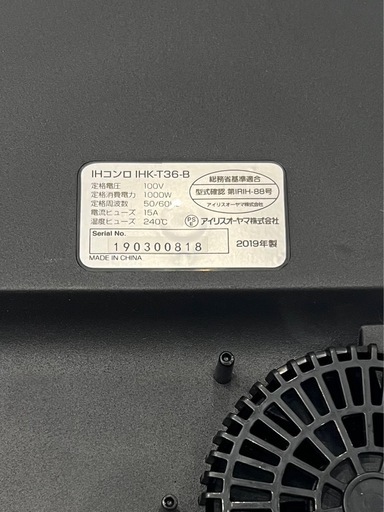 IHコンロ IHK-T36-B
定格電圧 100V
定格消費電力 1000W
定格周波数 50/60
電流ヒューズ 15A
温度ヒューズ 240℃
総務省基準適合
型式確認 第IRIH-88号
アイリスオーヤマ株式会社
PS
E
アイリスオーヤマ株式会社
Serial No.
190300818
2019年製
MADE IN CHINA